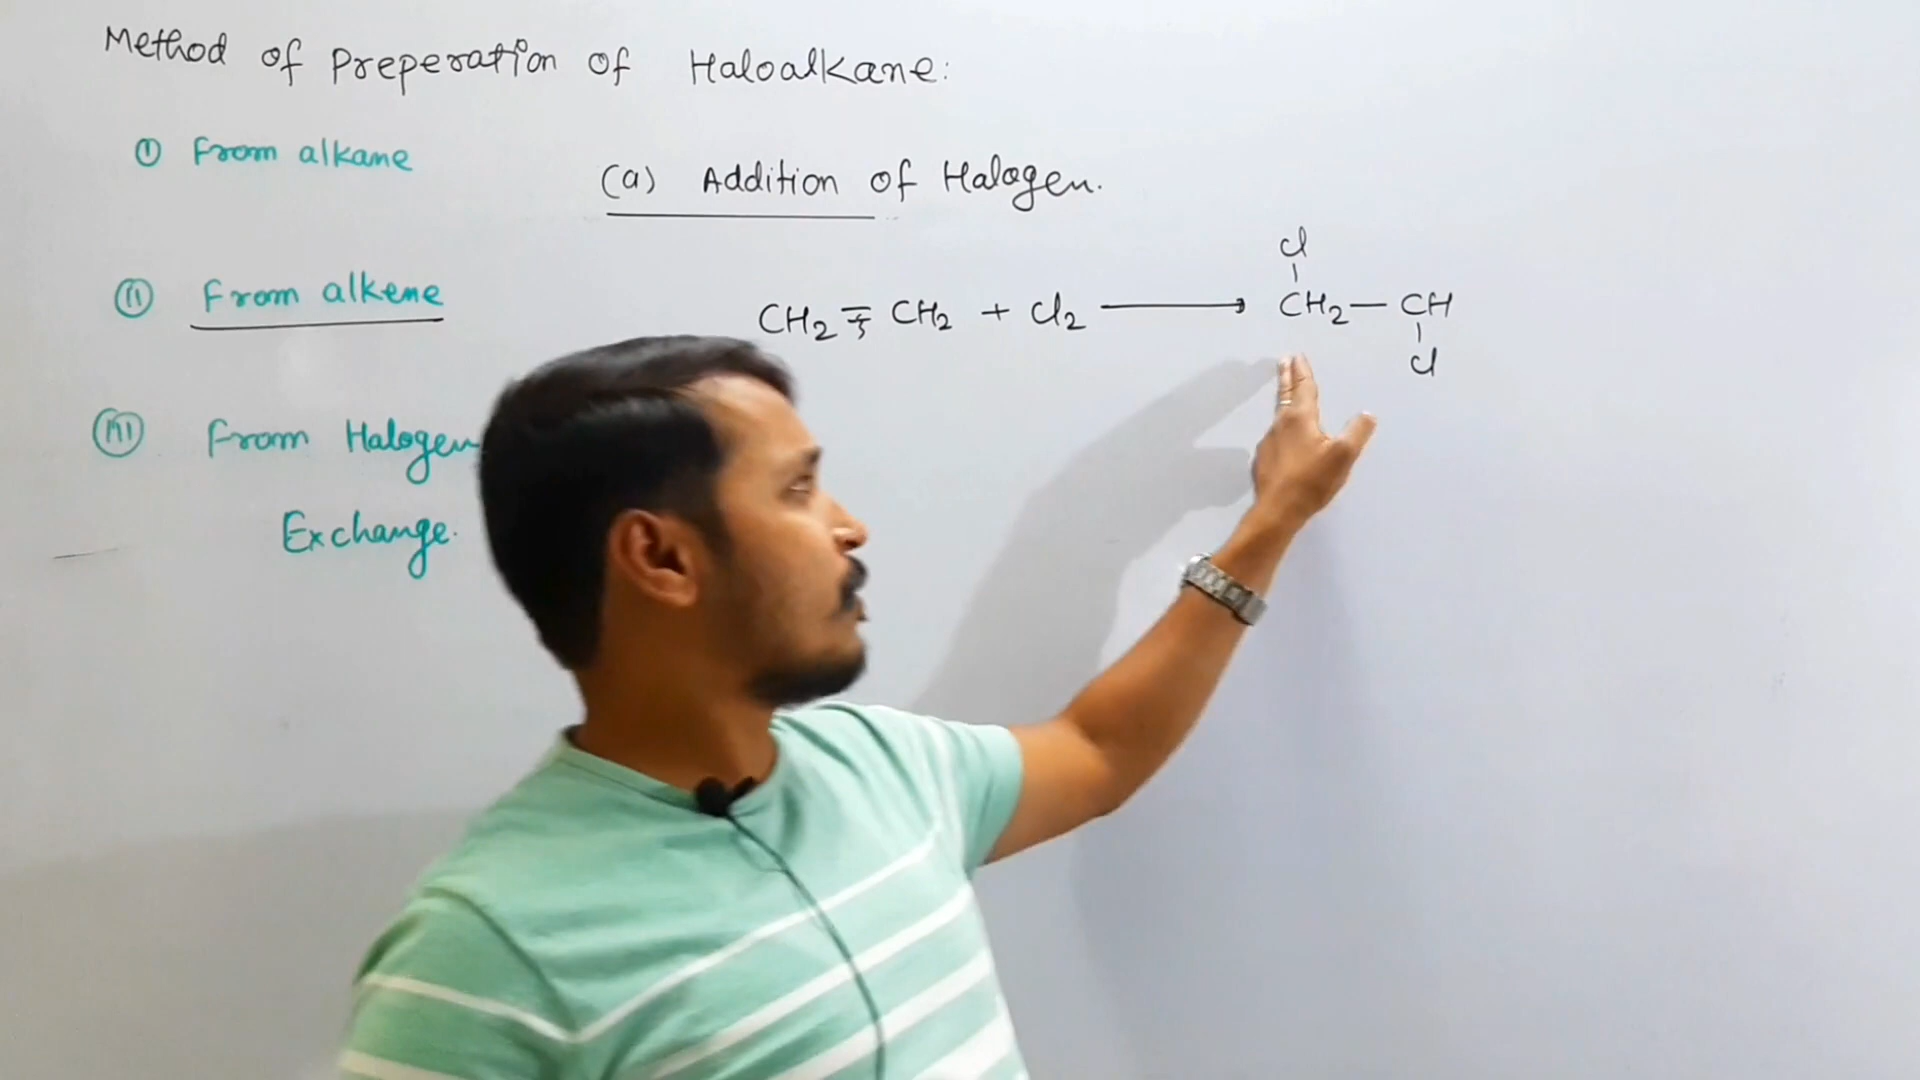 Method of Preperation of Haloalkane:
(I) From alkane
(II) From alkene
(III) From Halogen
Exchange.
(a) Addition of Halogen.
Cl
CH2 = CH2 + Cl2 ⟶ CH2 — CH
Cl